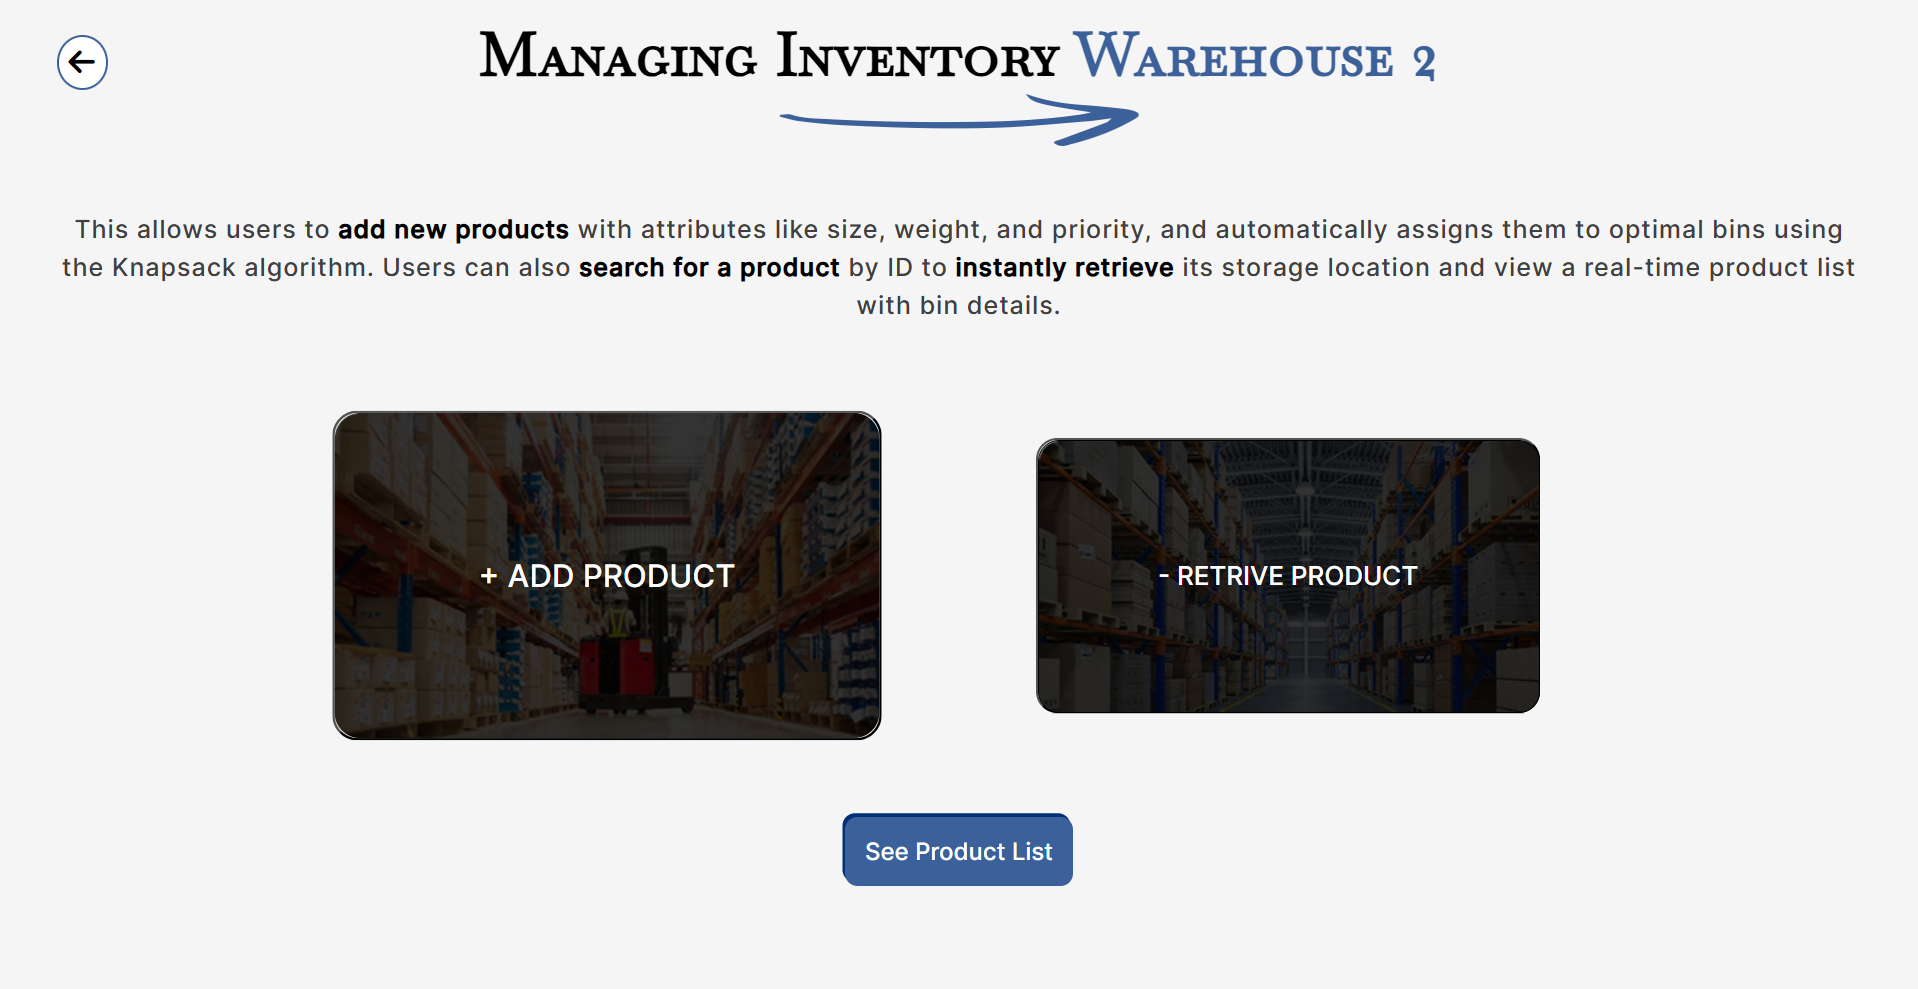 Managing Inventory Warehouse 2
This allows users to add new products with attributes like size, weight, and priority, and automatically assigns them to optimal bins using
the Knapsack algorithm. Users can also search for a product by ID to instantly retrieve its storage location and view a real-time product list
with bin details.
+ ADD PRODUCT
- RETRIVE PRODUCT
See Product List